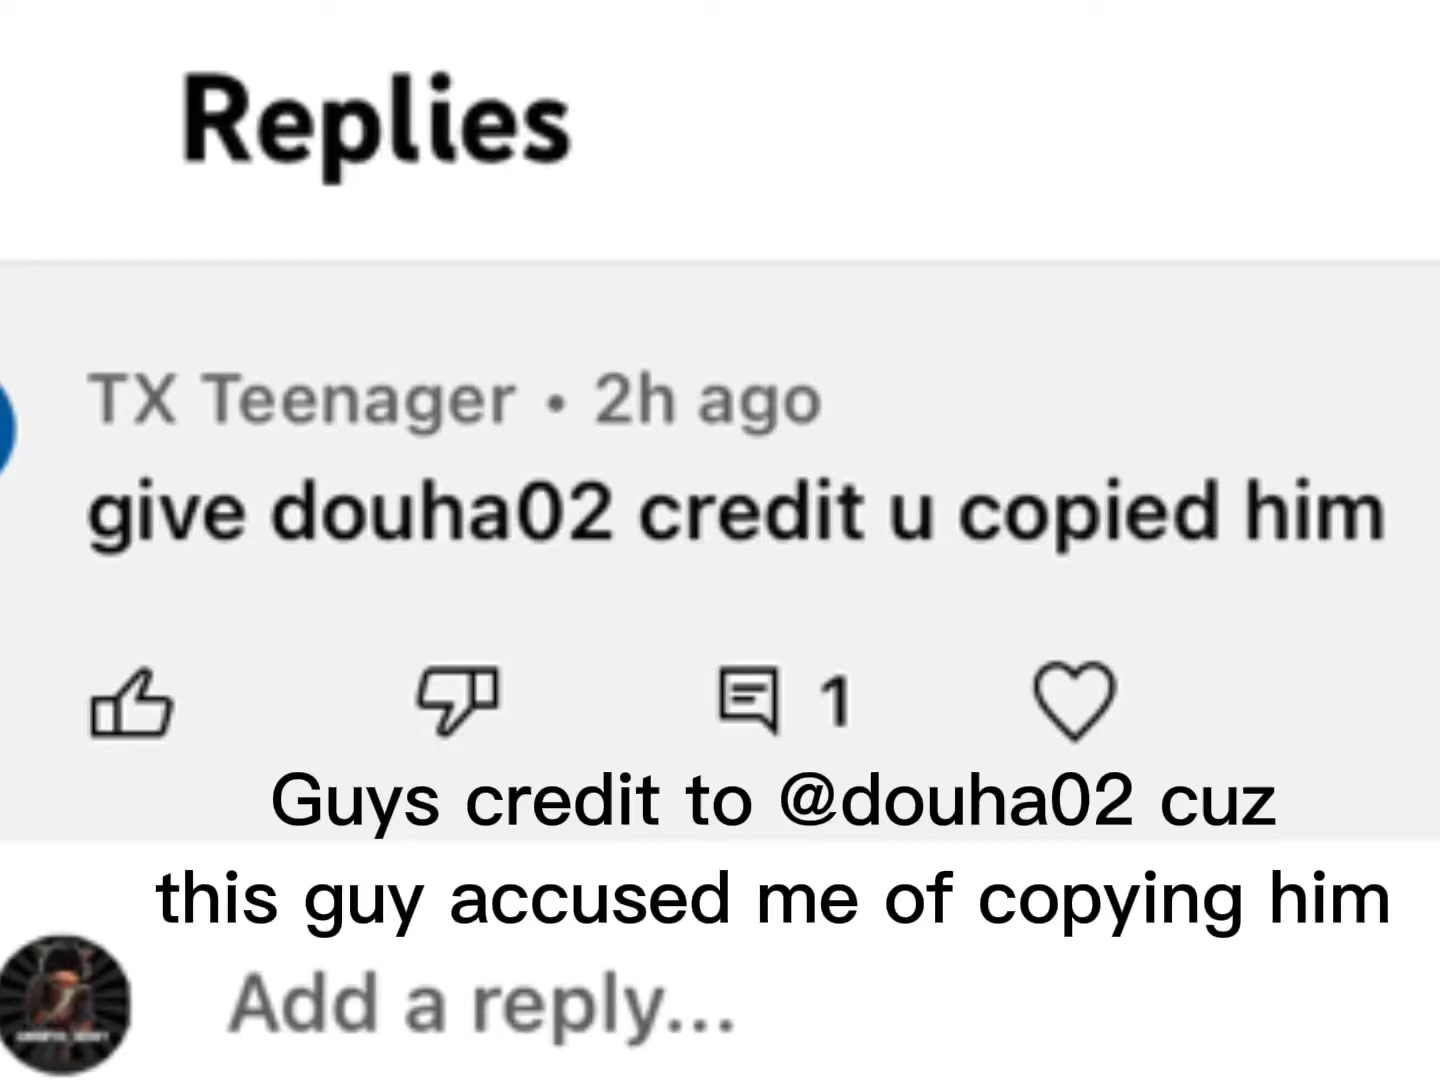 Replies
TX Teenager • 2h ago
give douha02 credit u copied him
1
Guys credit to @douha02 cuz
this guy accused me of copying him
Add a reply...